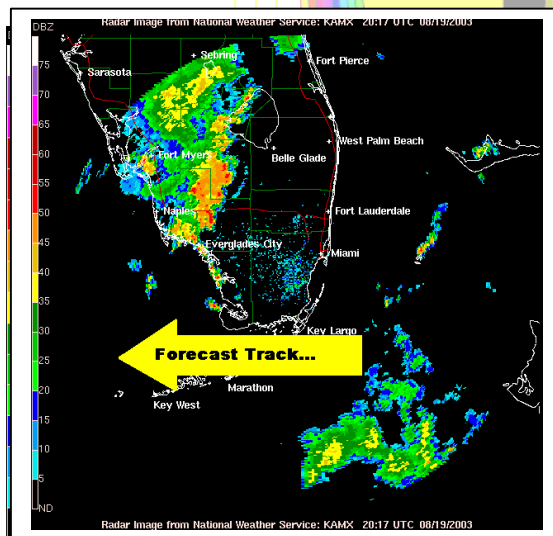 Radar Image from National Weather Service: KAMX 20:17 UTC 08/19/2003
DBZ
Sebring
Fort Pierce
75
Sarasota
70
65
West Palm Beach
60
Belle Glade
Fort Myers
55
50
Naples
Fort Lauderdale
45
Everglades City
Miami
40
35
Key Largo
30
Forecast Track...
25
Marathon
20
Key West
15
10
5
ND
Radar Image from National Weather Service: KAMX 20:17 UTC 08/19/2003